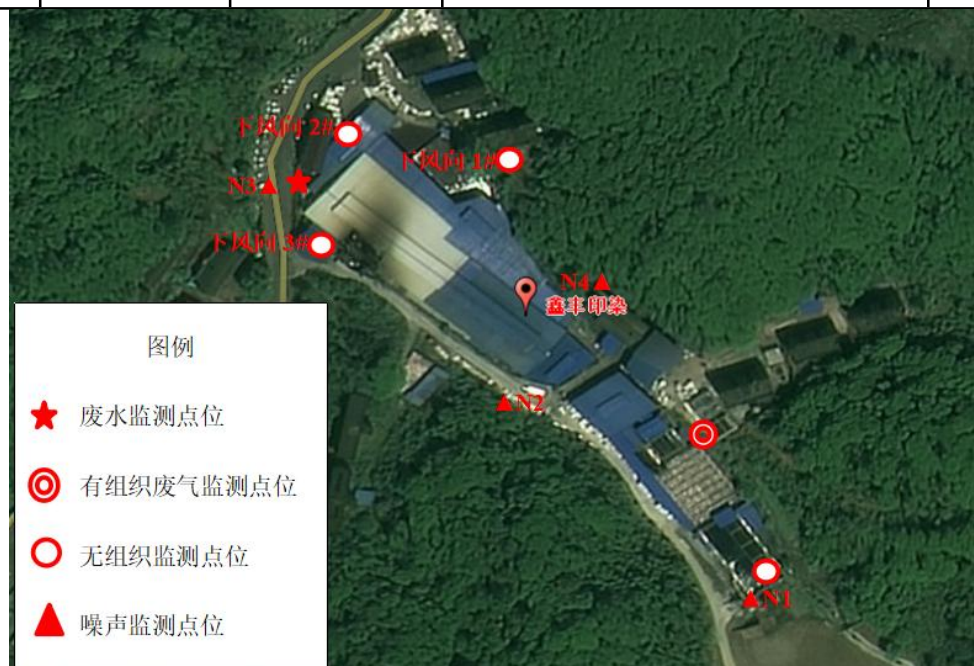 下风向 2#
下风向 1#
N3
下风向 3#
N4
鑫丰印染
N2
N1
图例
废水监测点位
有组织废气监测点位
无组织监测点位
噪声监测点位